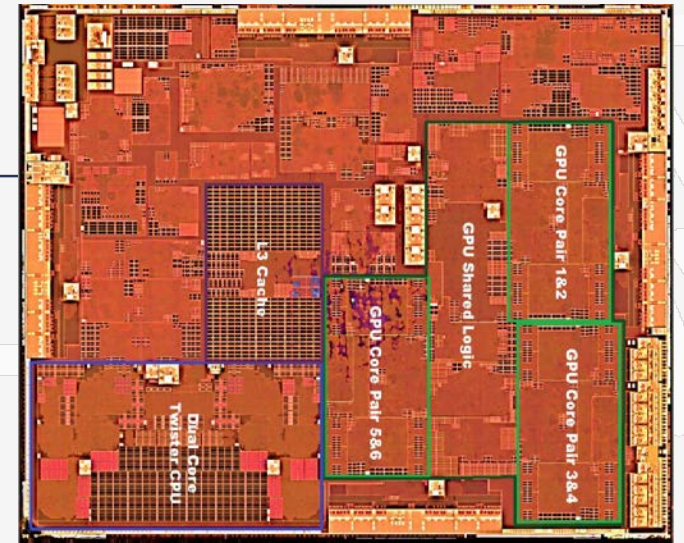 L3 Cache
Dual Core
Twister CPU
GPU Core Pair 5&6
GPU Shared Logic
GPU Core Pair 1&2
GPU Core Pair 3&4